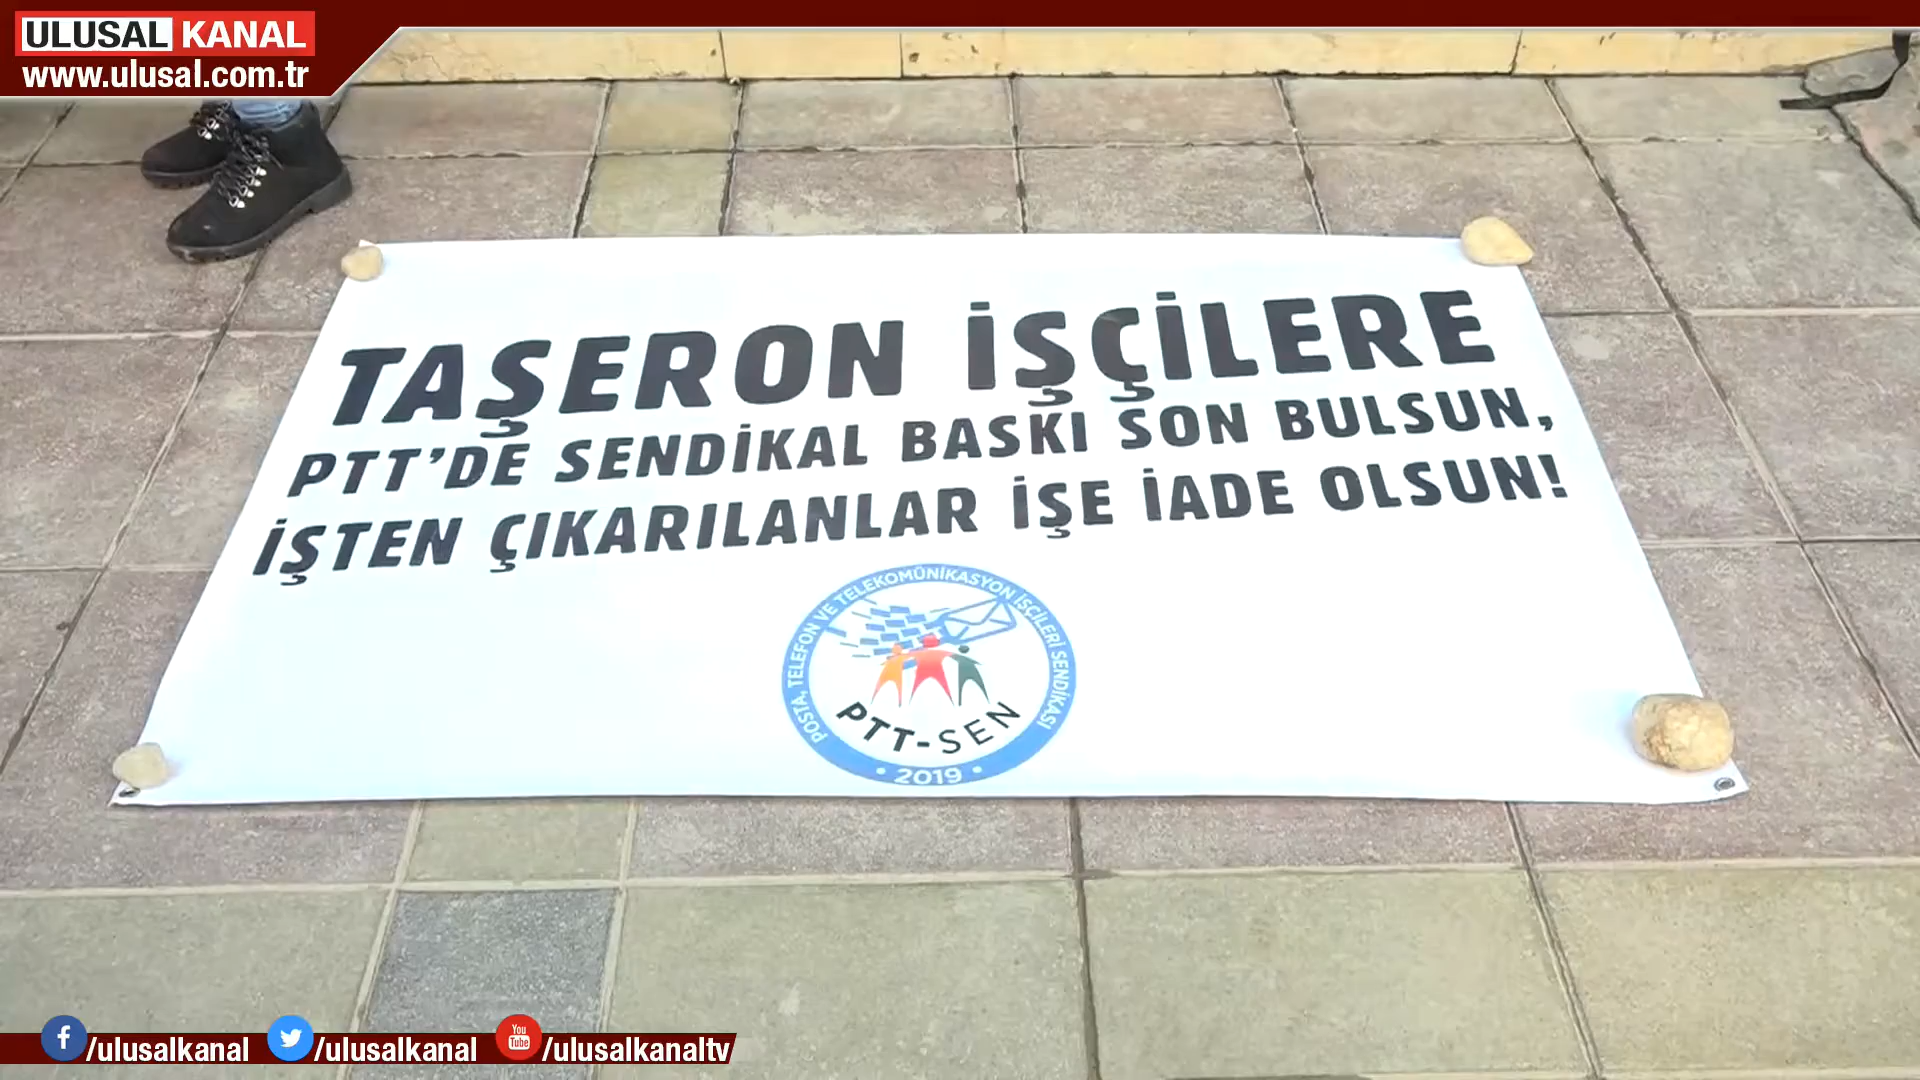 ULUSAL KANAL
www.ulusal.com.tr
TAŞERON İŞÇİLERE
PTT'DE SENDİKAL BASKI SON BULSUN,
İŞTEN ÇIKARILANLAR İŞE İADE OLSUN!
POSTA, TELEFON VE TELEKOMÜNİKASYON İŞÇİLERİ SENDİKASI
PTT-SEN
• 2019 •
f /ulusalkanal /ulusalkanal You Tube /ulusalkanaltv